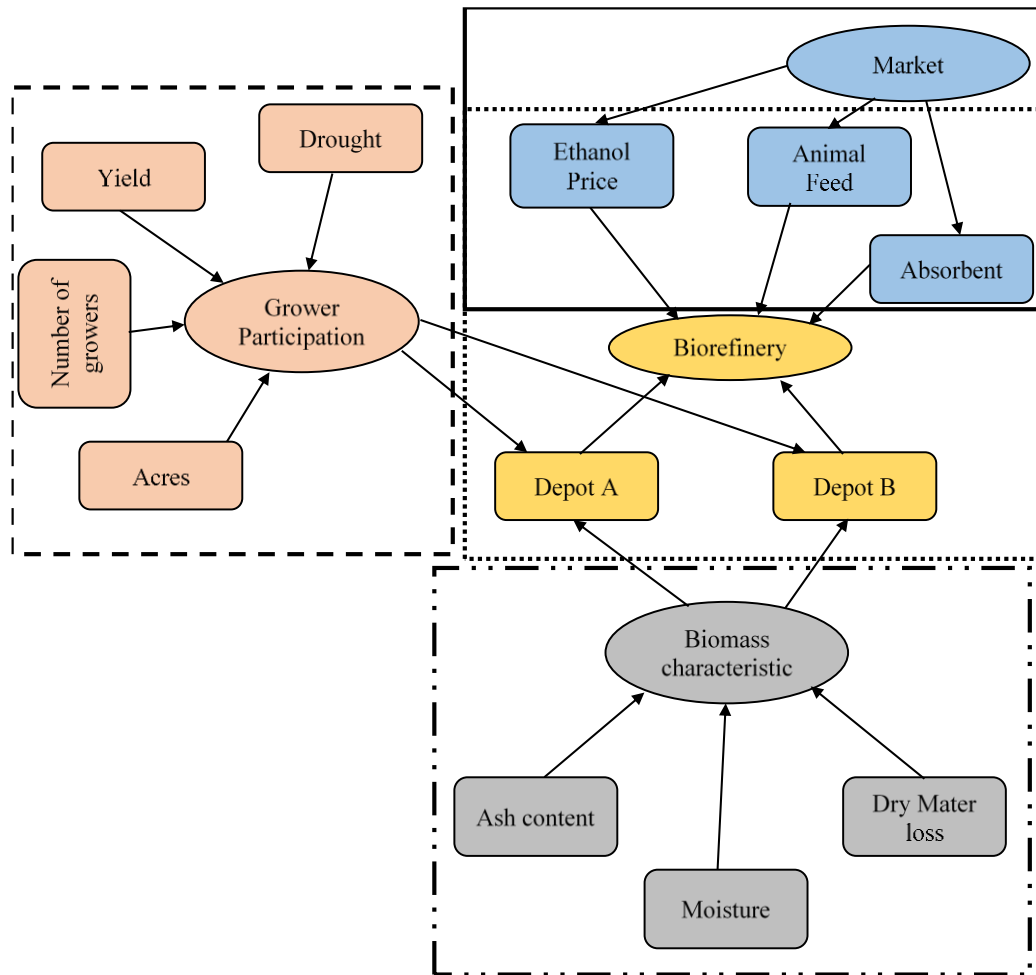 Market
Drought
Ethanol
Price
Animal
Feed
Yield
Absorbent
Number of
growers
Grower
Participation
Biorefinery
Acres
Depot A
Depot B
Biomass
characteristic
Ash content
Dry Mater
loss
Moisture